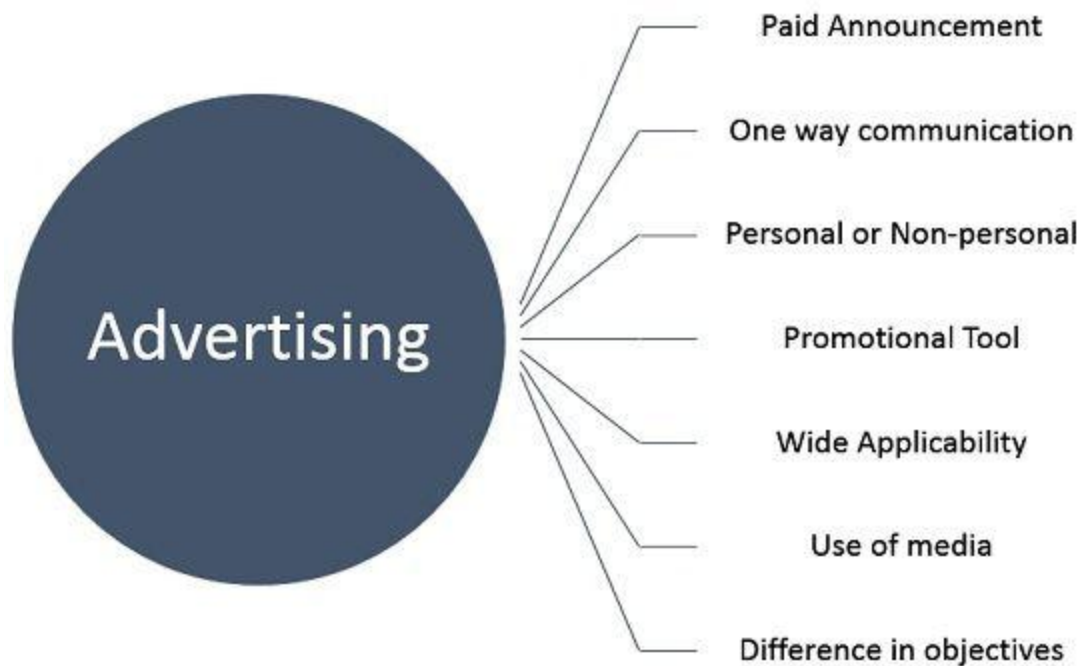 Advertising
Paid Announcement
One way communication
Personal or Non-personal
Promotional Tool
Wide Applicability
Use of media
Difference in objectives